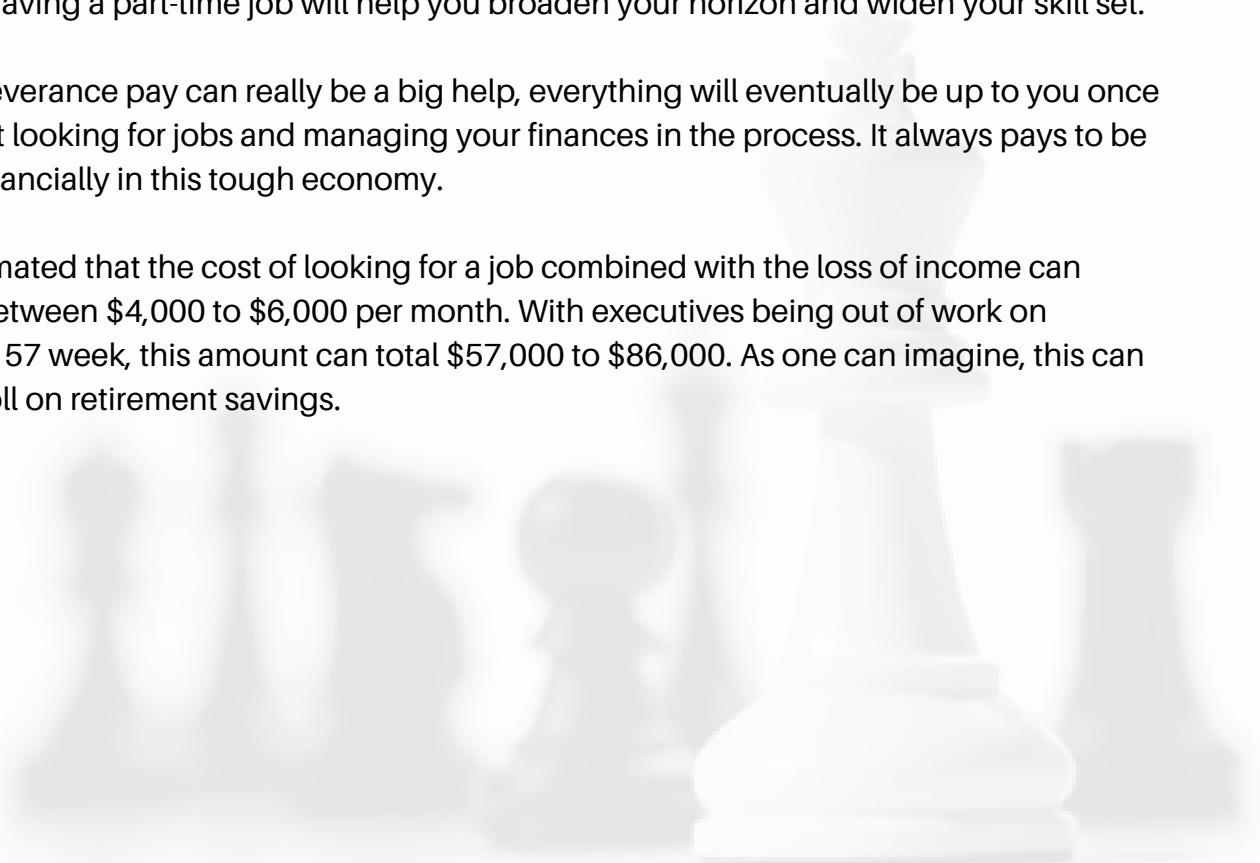 aving a part-time job will help you broaden your horizon and widen your skill set.
everance pay can really be a big help, everything will eventually be up to you once
t looking for jobs and managing your finances in the process. It always pays to be
ancially in this tough economy.
mated that the cost of looking for a job combined with the loss of income can
etween $4,000 to $6,000 per month. With executives being out of work on
57 week, this amount can total $57,000 to $86,000. As one can imagine, this can
oll on retirement savings.